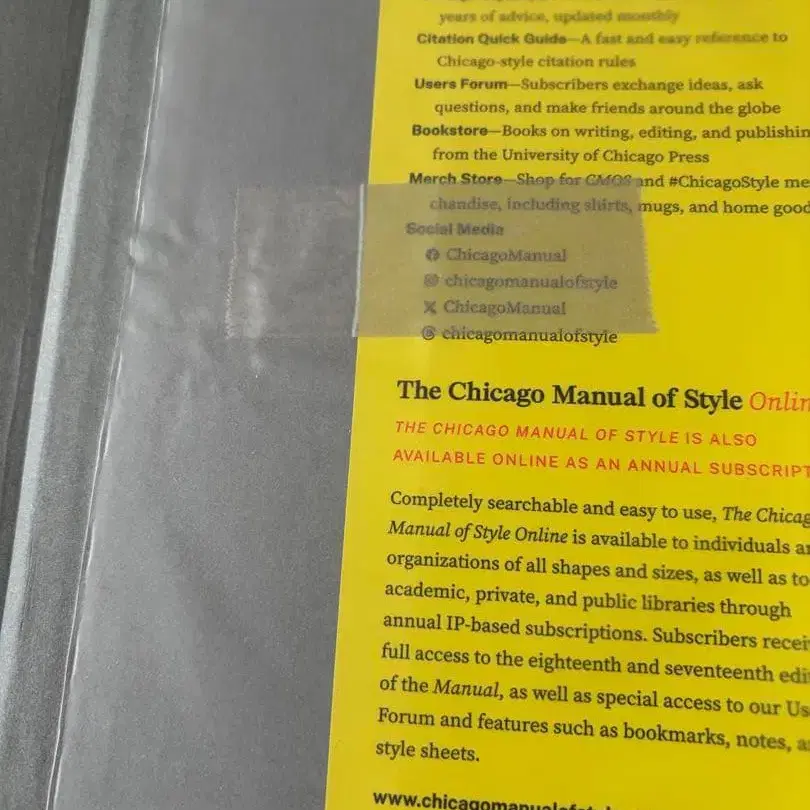 years of advice, updated monthly
Citation Quick Guide—A fast and easy reference to
Chicago-style citation rules
Users Forum—Subscribers exchange ideas, ask
questions, and make friends around the globe
Bookstore—Books on writing, editing, and publishin
from the University of Chicago Press
Merch Store—Shop for CMOS and #ChicagoStyle me
chandise, including shirts, mugs, and home good
Social Media
ChicagoManual
chicagomanualofstyle
X ChicagoManual
chicagomanualofstyle
The Chicago Manual of Style Onlin
THE CHICAGO MANUAL OF STYLE IS ALSO
AVAILABLE ONLINE AS AN ANNUAL SUBSCRIPT
Completely searchable and easy to use, The Chicag
Manual of Style Online is available to individuals a
organizations of all shapes and sizes, as well as to
academic, private, and public libraries through
annual IP-based subscriptions. Subscribers recei
full access to the eighteenth and seventeenth edi
of the Manual, as well as special access to our Us
Forum and features such as bookmarks, notes, a
style sheets.